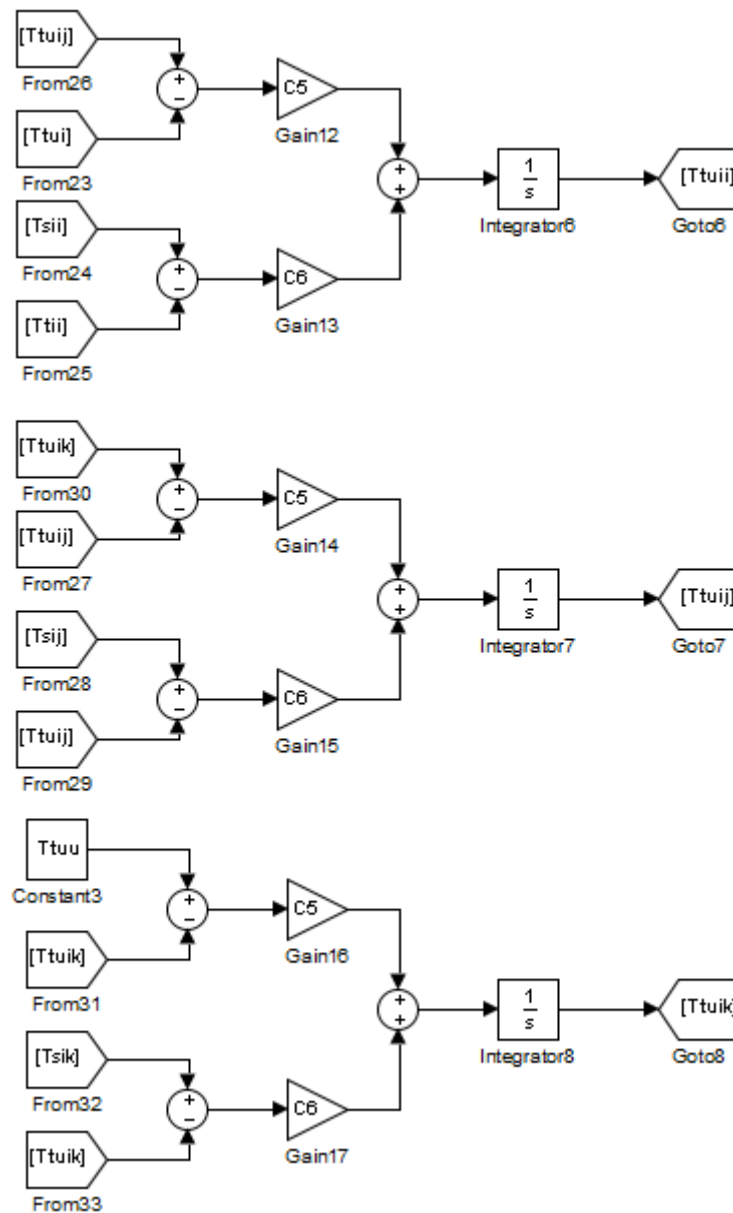 [Ttuij]
From26
+
−
C5
Gain12
[Ttui]
From23
+
+
1
s
Integrator6
[Ttuii]
Goto6
[Tsii]
From24
+
−
C6
Gain13
[Ttii]
From25
[Ttuik]
From30
+
−
C5
Gain14
[Ttuij]
From27
+
+
1
s
Integrator7
[Ttuij]
Goto7
[Tsij]
From28
+
−
C6
Gain15
[Ttuij]
From29
Ttuu
Constant3
+
−
C5
Gain16
[Ttuik]
From31
+
+
1
s
Integrator8
[Ttuik]
Goto8
[Tsik]
From32
+
−
C6
Gain17
[Ttuik]
From33